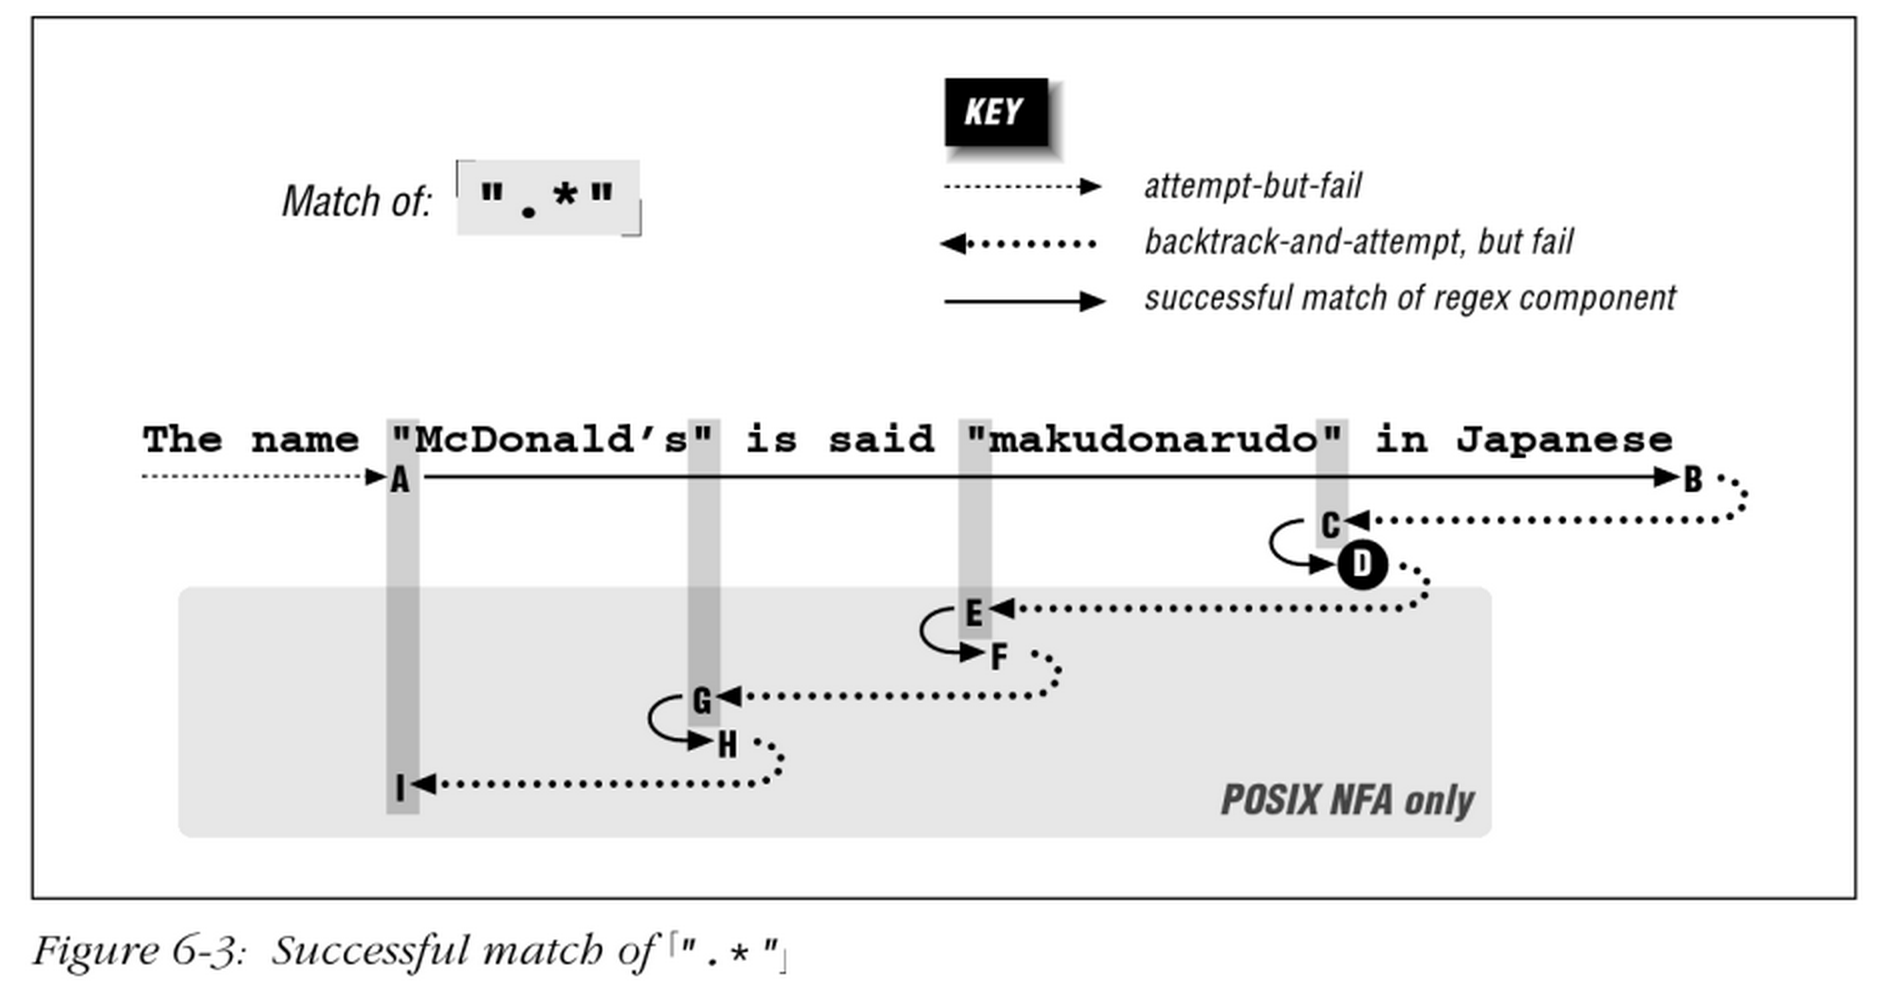 KEY
Match of: ".*"
attempt-but-fail
backtrack-and-attempt, but fail
successful match of regex component
The name "McDonald’s" is said "makudonarudo" in Japanese
A B
C
D
E
F
G
H
I
POSIX NFA only
Figure 6-3: Successful match of ⌈".*"⌋